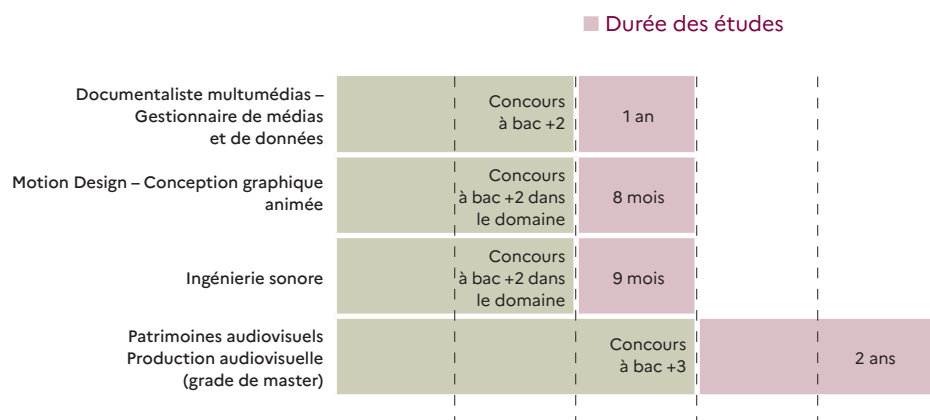 Durée des études
Documentaliste multumédias –
Gestionnaire de médias
et de données
Concours
à bac +2
1 an
Motion Design – Conception graphique
animée
Concours
à bac +2 dans
le domaine
8 mois
Ingénierie sonore
Concours
à bac +2 dans
le domaine
9 mois
Patrimoines audiovisuels
Production audiovisuelle
(grade de master)
Concours
à bac +3
2 ans